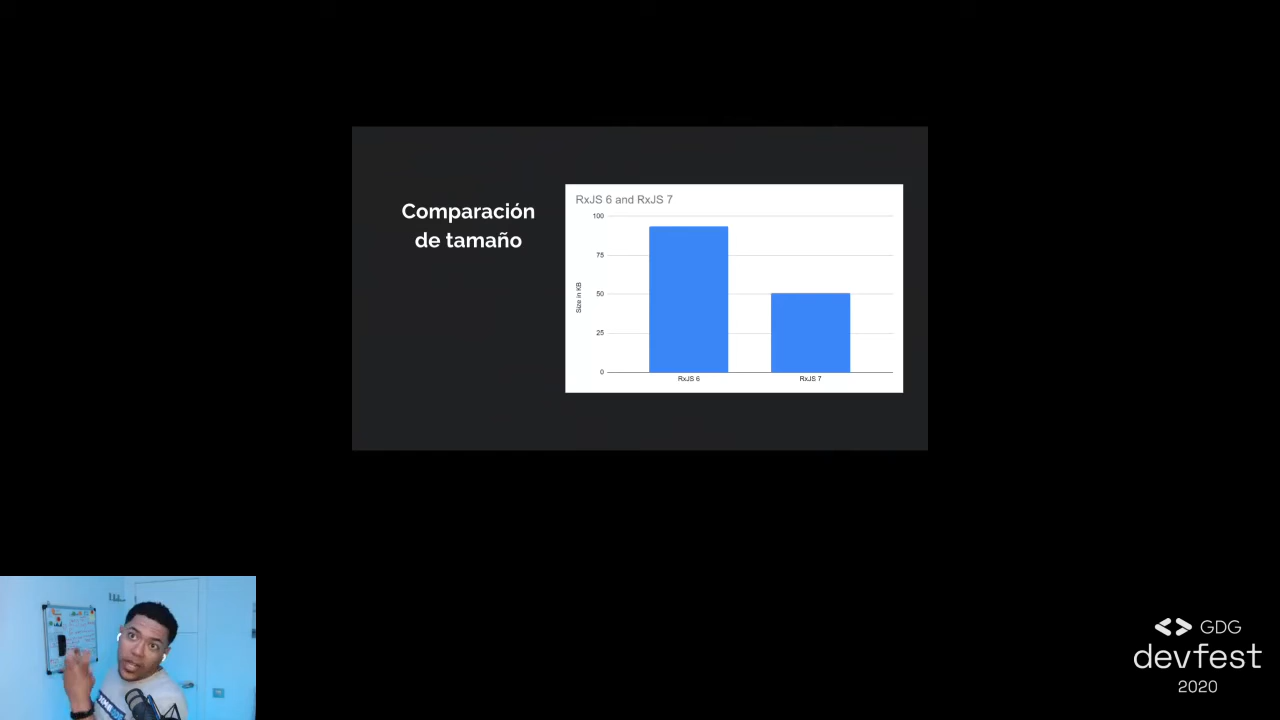 Comparación
de tamaño
RxJS 6 and RxJS 7
100
75
50
25
0
Size in KB
RxJS 6
RxJS 7
<> GDG
devfest
2020